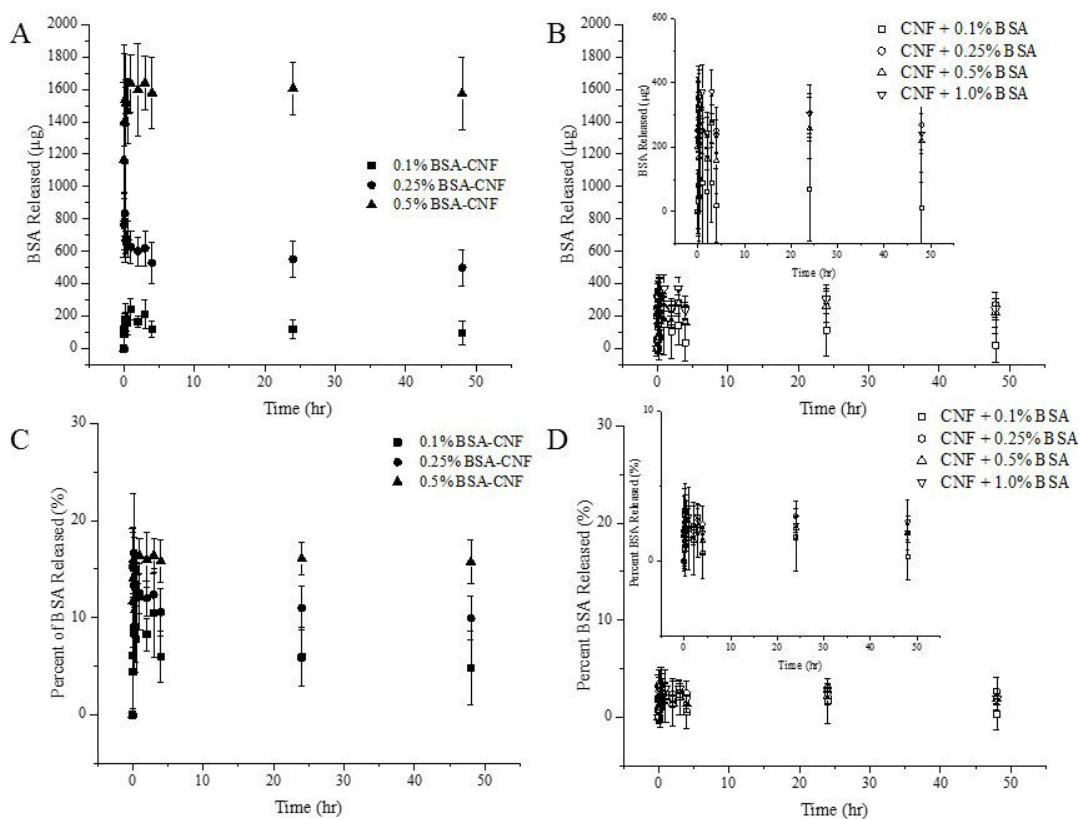 A
BSA Released (μg)
2000
1800
1600
1400
1200
1000
800
600
400
200
0
0.1% BSA-CNF
0.25% BSA-CNF
0.5% BSA-CNF
0 10 20 30 40 50
Time (hr)
B
BSA Released (μg)
2000
1800
1600
1400
1200
1000
800
600
400
200
0
BSA Released (μg)
600
400
200
0
0 10 20 30 40 50
Time (hr)
CNF + 0.1% BSA
CNF + 0.25% BSA
CNF + 0.5% BSA
CNF + 1.0% BSA
0 10 20 30 40 50
Time (hr)
C
Percent of BSA Released (%)
30
20
10
0
0.1% BSA-CNF
0.25% BSA-CNF
0.5% BSA-CNF
0 5 10 15 20 25 30 35 40 45 50
Time (hr)
D
Percent BSA Released (%)
30
20
10
0
Percent BSA Released (%)
10
0
0 10 20 30 40 50
Time (hr)
CNF + 0.1% BSA
CNF + 0.25% BSA
CNF + 0.5% BSA
CNF + 1.0% BSA
0 10 20 30 40 50
Time (hr)